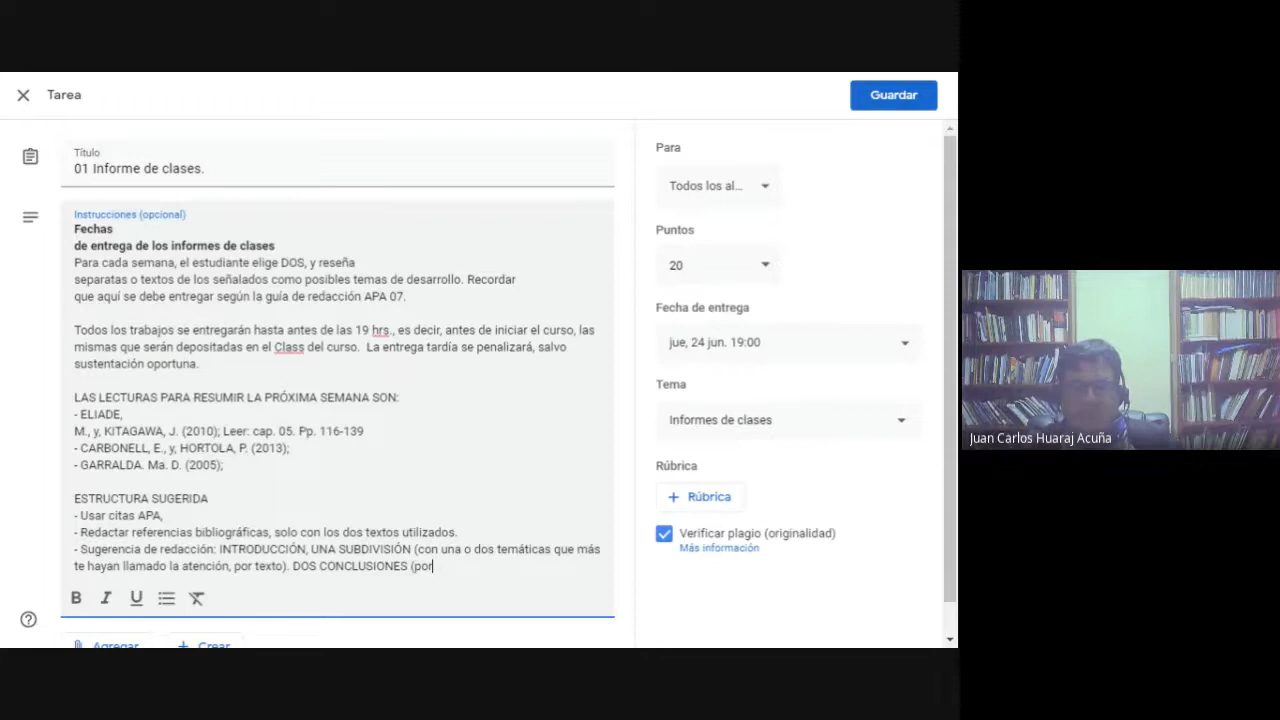 Tarea
Guardar
Título
01 Informe de clases.
Instrucciones (opcional)
Fechas
de entrega de los informes de clases
Para cada semana, el estudiante elige DOS, y reseña
separatas o textos de los señalados como posibles temas de desarrollo. Recordar
que aquí se debe entregar según la guía de redacción APA 07.
Todos los trabajos se entregarán hasta antes de las 19 hrs., es decir, antes de iniciar el curso, las
mismas que serán depositadas en el Class del curso. La entrega tardía se penalizará, salvo
sustentación oportuna.
LAS LECTURAS PARA RESUMIR LA PRÓXIMA SEMANA SON:
- ELIADE,
M., y, KITAGAWA, J. (2010); Leer: cap. 05. Pp. 116-139
- CARBONELL, E., y, HORTOLA, P. (2013);
- GARRALDA. Ma. D. (2005);
ESTRUCTURA SUGERIDA
- Usar citas APA,
- Redactar referencias bibliográficas, solo con los dos textos utilizados.
- Sugerencia de redacción: INTRODUCCIÓN, UNA SUBDIVISIÓN (con una o dos temáticas que más
te hayan llamado la atención, por texto). DOS CONCLUSIONES (por
B I U
Agregar
+ Crear
Para
Todos los al...
Puntos
20
Fecha de entrega
jue, 24 jun. 19:00
Tema
Informes de clases
Rúbrica
+ Rúbrica
Verificar plagio (originalidad)
Más información
Juan Carlos Huaraj Acuña